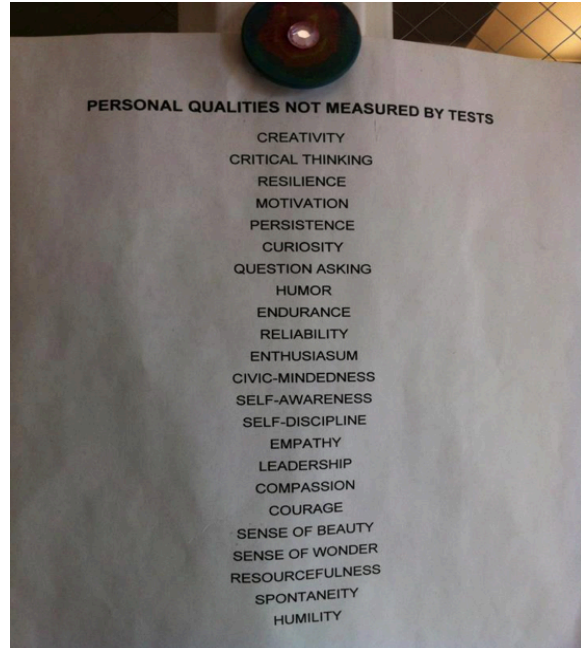 PERSONAL QUALITIES NOT MEASURED BY TESTS
CREATIVITY
CRITICAL THINKING
RESILIENCE
MOTIVATION
PERSISTENCE
CURIOSITY
QUESTION ASKING
HUMOR
ENDURANCE
RELIABILITY
ENTHUSIASUM
CIVIC-MINDEDNESS
SELF-AWARENESS
SELF-DISCIPLINE
EMPATHY
LEADERSHIP
COMPASSION
COURAGE
SENSE OF BEAUTY
SENSE OF WONDER
RESOURCEFULNESS
SPONTANEITY
HUMILITY